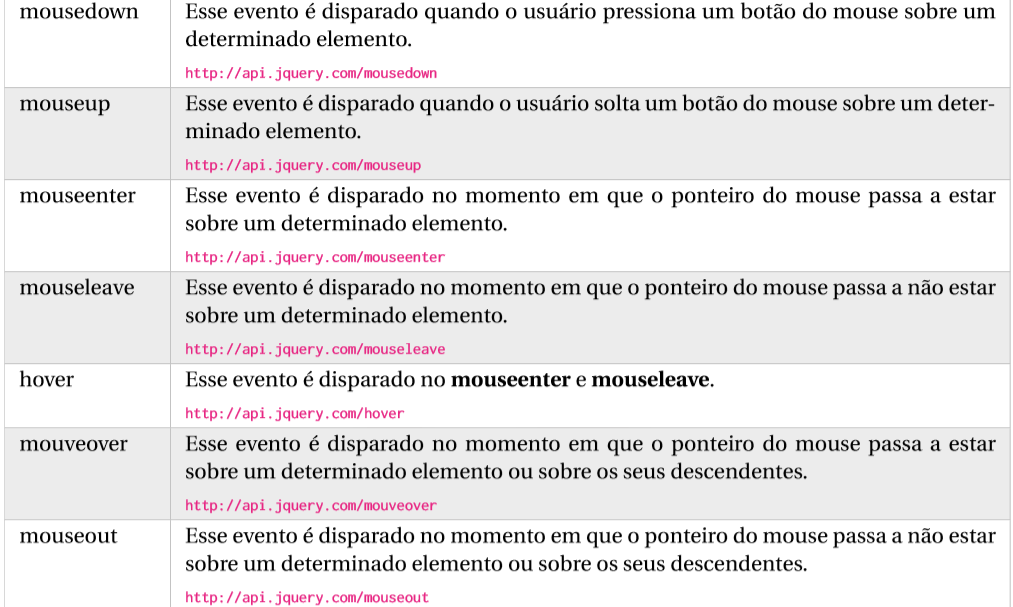 mousedown Esse evento é disparado quando o usuário pressiona um botão do mouse sobre um
determinado elemento.
http://api.jquery.com/mousedown
mouseup Esse evento é disparado quando o usuário solta um botão do mouse sobre um deter-
minado elemento.
http://api.jquery.com/mouseup
mouseenter Esse evento é disparado no momento em que o ponteiro do mouse passa a estar
sobre um determinado elemento.
http://api.jquery.com/mouseenter
mouseleave Esse evento é disparado no momento em que o ponteiro do mouse passa a não estar
sobre um determinado elemento.
http://api.jquery.com/mouseleave
hover Esse evento é disparado no mouseenter e mouseleave.
http://api.jquery.com/hover
mouveover Esse evento é disparado no momento em que o ponteiro do mouse passa a estar
sobre um determinado elemento ou sobre os seus descendentes.
http://api.jquery.com/mouveover
mouseout Esse evento é disparado no momento em que o ponteiro do mouse passa a não estar
sobre um determinado elemento ou sobre os seus descendentes.
http://api.jquery.com/mouseout